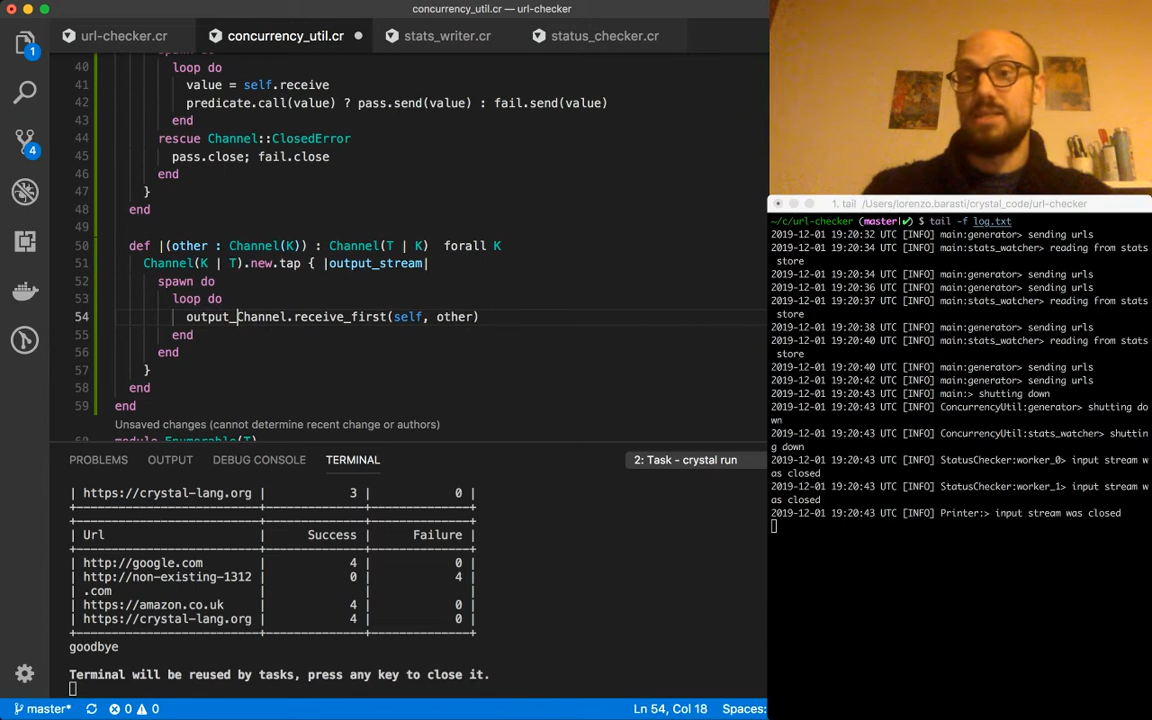 concurrency_util.cr — url-checker
url-checker.cr
concurrency_util.cr
stats_writer.cr
status_checker.cr
40 loop do
41 value = self.receive
42 predicate.call(value) ? pass.send(value) : fail.send(value)
43 end
44 rescue Channel::ClosedError
45 pass.close; fail.close
46 end
47 }
48 end
49
50 def |(other : Channel(K)) : Channel(T | K)  forall K
51 Channel(K | T).new.tap { |output_stream|
52 spawn do
53 loop do
54 output_Channel.receive_first(self, other)
55 end
56 end
57 }
58 end
59 end
Unsaved changes (cannot determine recent change or authors)
60 module Enumerable(T)
1
4
PROBLEMS
OUTPUT
DEBUG CONSOLE
TERMINAL
2: Task - crystal run
| https://crystal-lang.org | 3 | 0 |
| Url | Success | Failure |
| http://google.com | 4 | 0 |
| http://non-existing-1312 | 0 | 4 |
| .com | | |
| https://amazon.co.uk | 4 | 0 |
| https://crystal-lang.org | 4 | 0 |
goodbye
Terminal will be reused by tasks, press any key to close it.
master*
0
0
Ln 54, Col 18
Spaces:
1. tail /Users/lorenzo.barasti/crystal_code/url-checker
~/c/url-checker (master|✔) $ tail -f log.txt
2019-12-01 19:20:32 UTC [INFO] main:generator> sending urls
2019-12-01 19:20:34 UTC [INFO] main:stats_watcher> reading from stats
store
2019-12-01 19:20:34 UTC [INFO] main:generator> sending urls
2019-12-01 19:20:36 UTC [INFO] main:generator> sending urls
2019-12-01 19:20:37 UTC [INFO] main:stats_watcher> reading from stats
store
2019-12-01 19:20:38 UTC [INFO] main:generator> sending urls
2019-12-01 19:20:40 UTC [INFO] main:stats_watcher> reading from stats
store
2019-12-01 19:20:40 UTC [INFO] main:generator> sending urls
2019-12-01 19:20:42 UTC [INFO] main:generator> sending urls
2019-12-01 19:20:43 UTC [INFO] main:> shutting down
2019-12-01 19:20:43 UTC [INFO] ConcurrencyUtil:generator> shutting do
wn
2019-12-01 19:20:43 UTC [INFO] ConcurrencyUtil:stats_watcher> shuttin
g down
2019-12-01 19:20:43 UTC [INFO] StatusChecker:worker_0> input stream w
as closed
2019-12-01 19:20:43 UTC [INFO] StatusChecker:worker_1> input stream w
as closed
2019-12-01 19:20:43 UTC [INFO] Printer:> input stream was closed